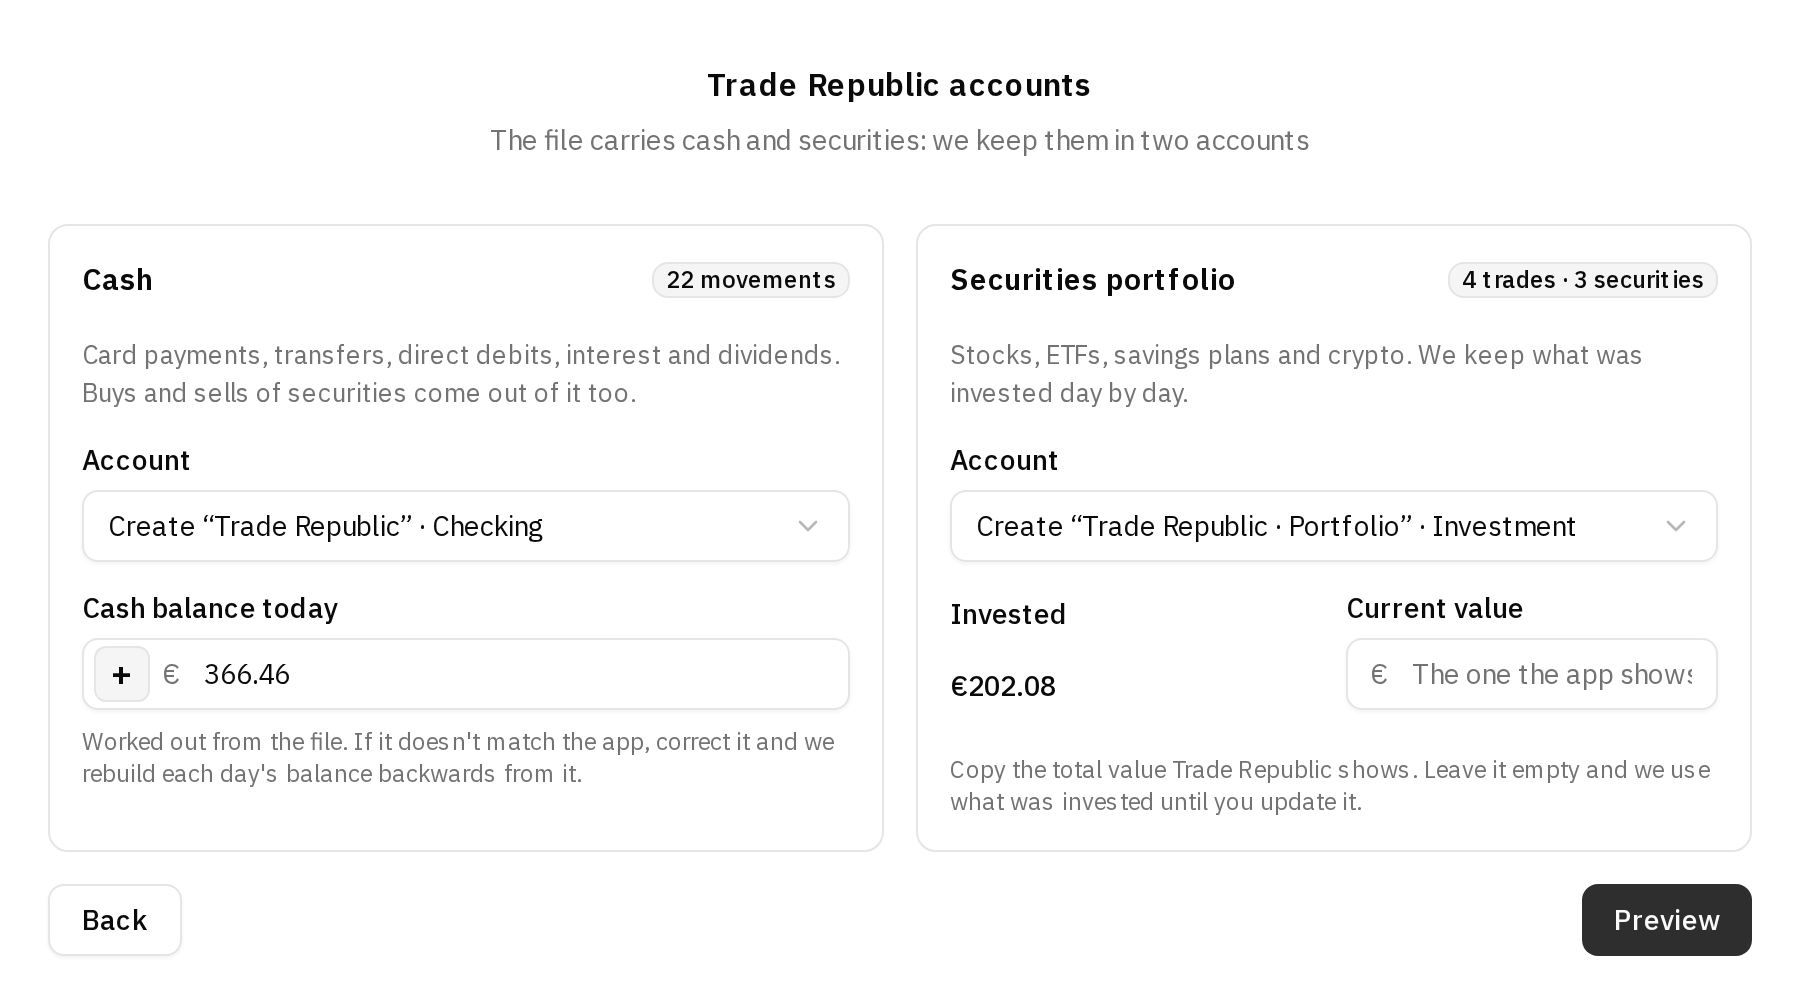 Trade Republic accounts
The file carries cash and securities: we keep them in two accounts
Cash
22 movements
Card payments, transfers, direct debits, interest and dividends.
Buys and sells of securities come out of it too.
Account
Create “Trade Republic” · Checking
Cash balance today
+ € 366.46
Worked out from the file. If it doesn't match the app, correct it and we
rebuild each day's balance backwards from it.
Securities portfolio
4 trades · 3 securities
Stocks, ETFs, savings plans and crypto. We keep what was
invested day by day.
Account
Create “Trade Republic · Portfolio” · Investment
Invested
€202.08
Current value
€ The one the app shows
Copy the total value Trade Republic shows. Leave it empty and we use
what was invested until you update it.
Back
Preview